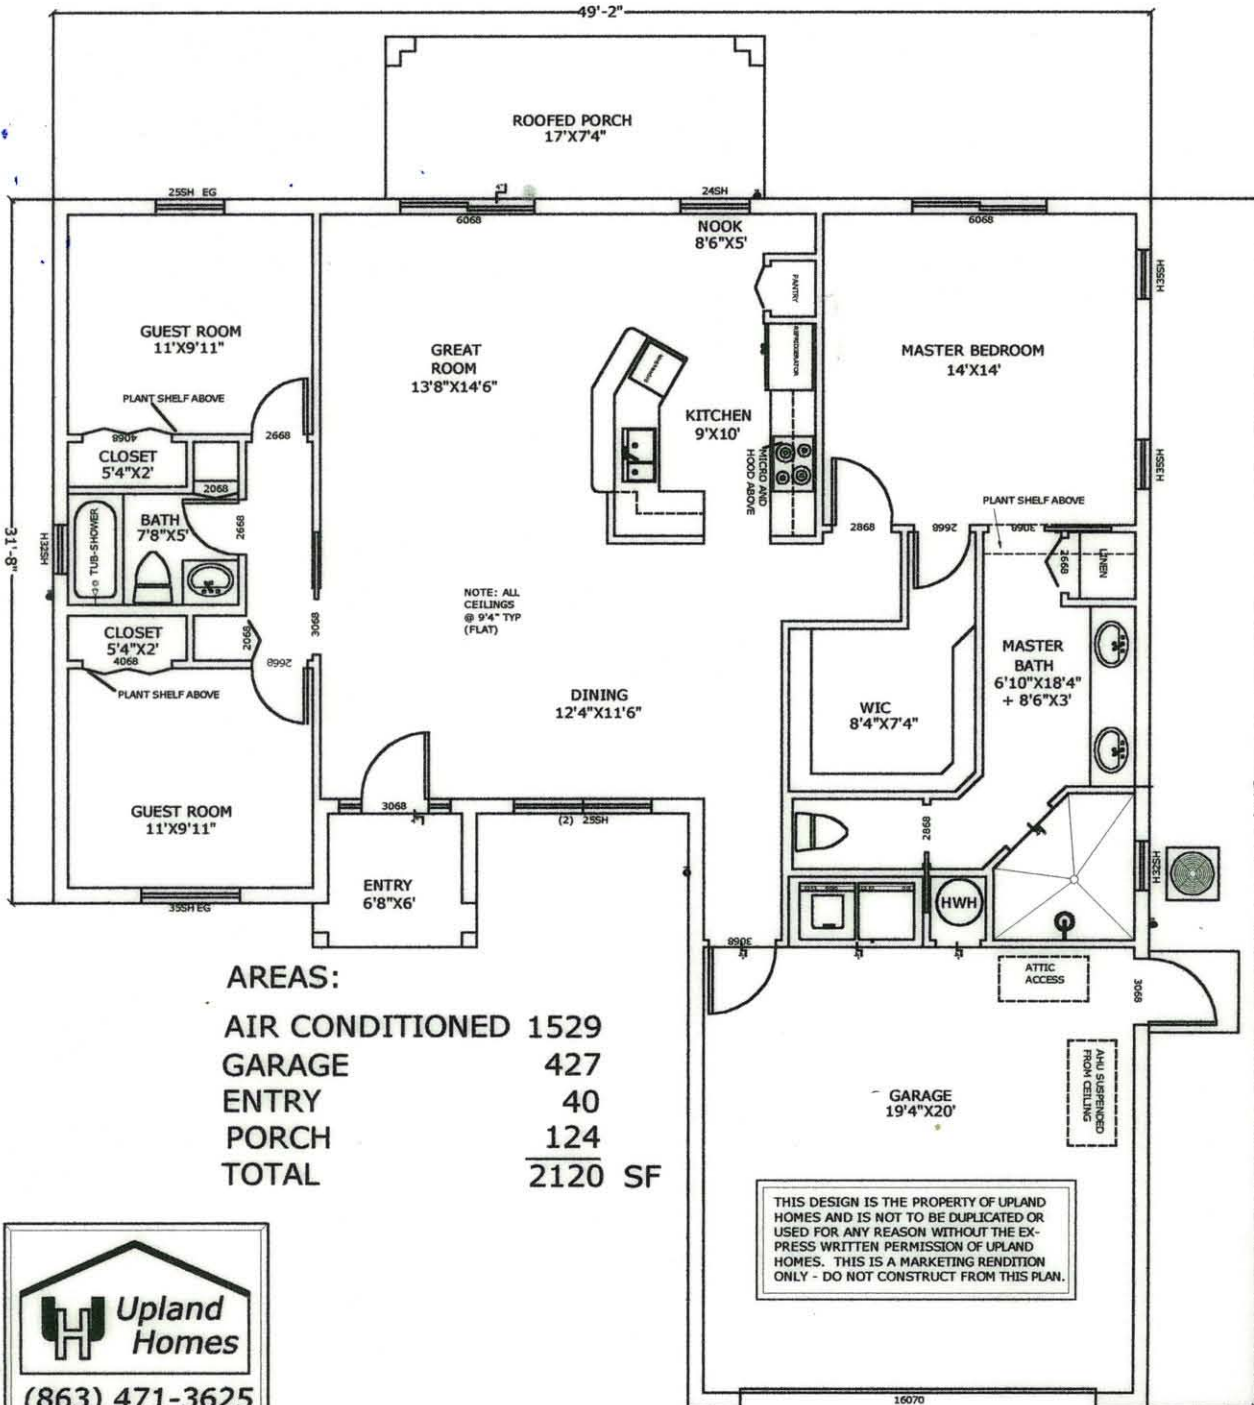 49'-2"
ROOFED PORCH
17'X7'4"
25SH EG
6068
24SH
6068
NOOK
8'6"X5'
PANTRY
H35SH
GUEST ROOM
11'X9'11"
GREAT
ROOM
13'8"X14'6"
REFRIGERATOR
MASTER BEDROOM
14'X14'
PLANT SHELF ABOVE
KITCHEN
9'X10'
4068
2668
CLOSET
5'4"X2'
MICRO AND
HOOD ABOVE
H35SH
2068
PLANT SHELF ABOVE
31'-8"
H32SH
TUB-SHOWER
BATH
7'8"X5'
2668
2868
2668
3068
2668
LINEN
NOTE: ALL
CEILINGS
@ 9'4" TYP
(FLAT)
CLOSET
5'4"X2'
4068
2068
3068
2668
MASTER
BATH
6'10"X18'4"
+ 8'6"X3'
PLANT SHELF ABOVE
DINING
12'4"X11'6"
WIC
8'4"X7'4"
GUEST ROOM
11'X9'11"
3068
(2) 25SH
2868
H32SH
35SH EG
ENTRY
6'8"X6'
HWH
3068
AREAS:
ATTIC
ACCESS
3068
AIR CONDITIONED 1529
GARAGE 427
ENTRY 40
PORCH 124
TOTAL 2120 SF
AHU SUSPENDED
FROM CEILING
GARAGE
19'4"X20'
THIS DESIGN IS THE PROPERTY OF UPLAND
HOMES AND IS NOT TO BE DUPLICATED OR
USED FOR ANY REASON WITHOUT THE EX-
PRESS WRITTEN PERMISSION OF UPLAND
HOMES. THIS IS A MARKETING RENDITION
ONLY - DO NOT CONSTRUCT FROM THIS PLAN.
Upland
Homes
(863) 471-3625
16070